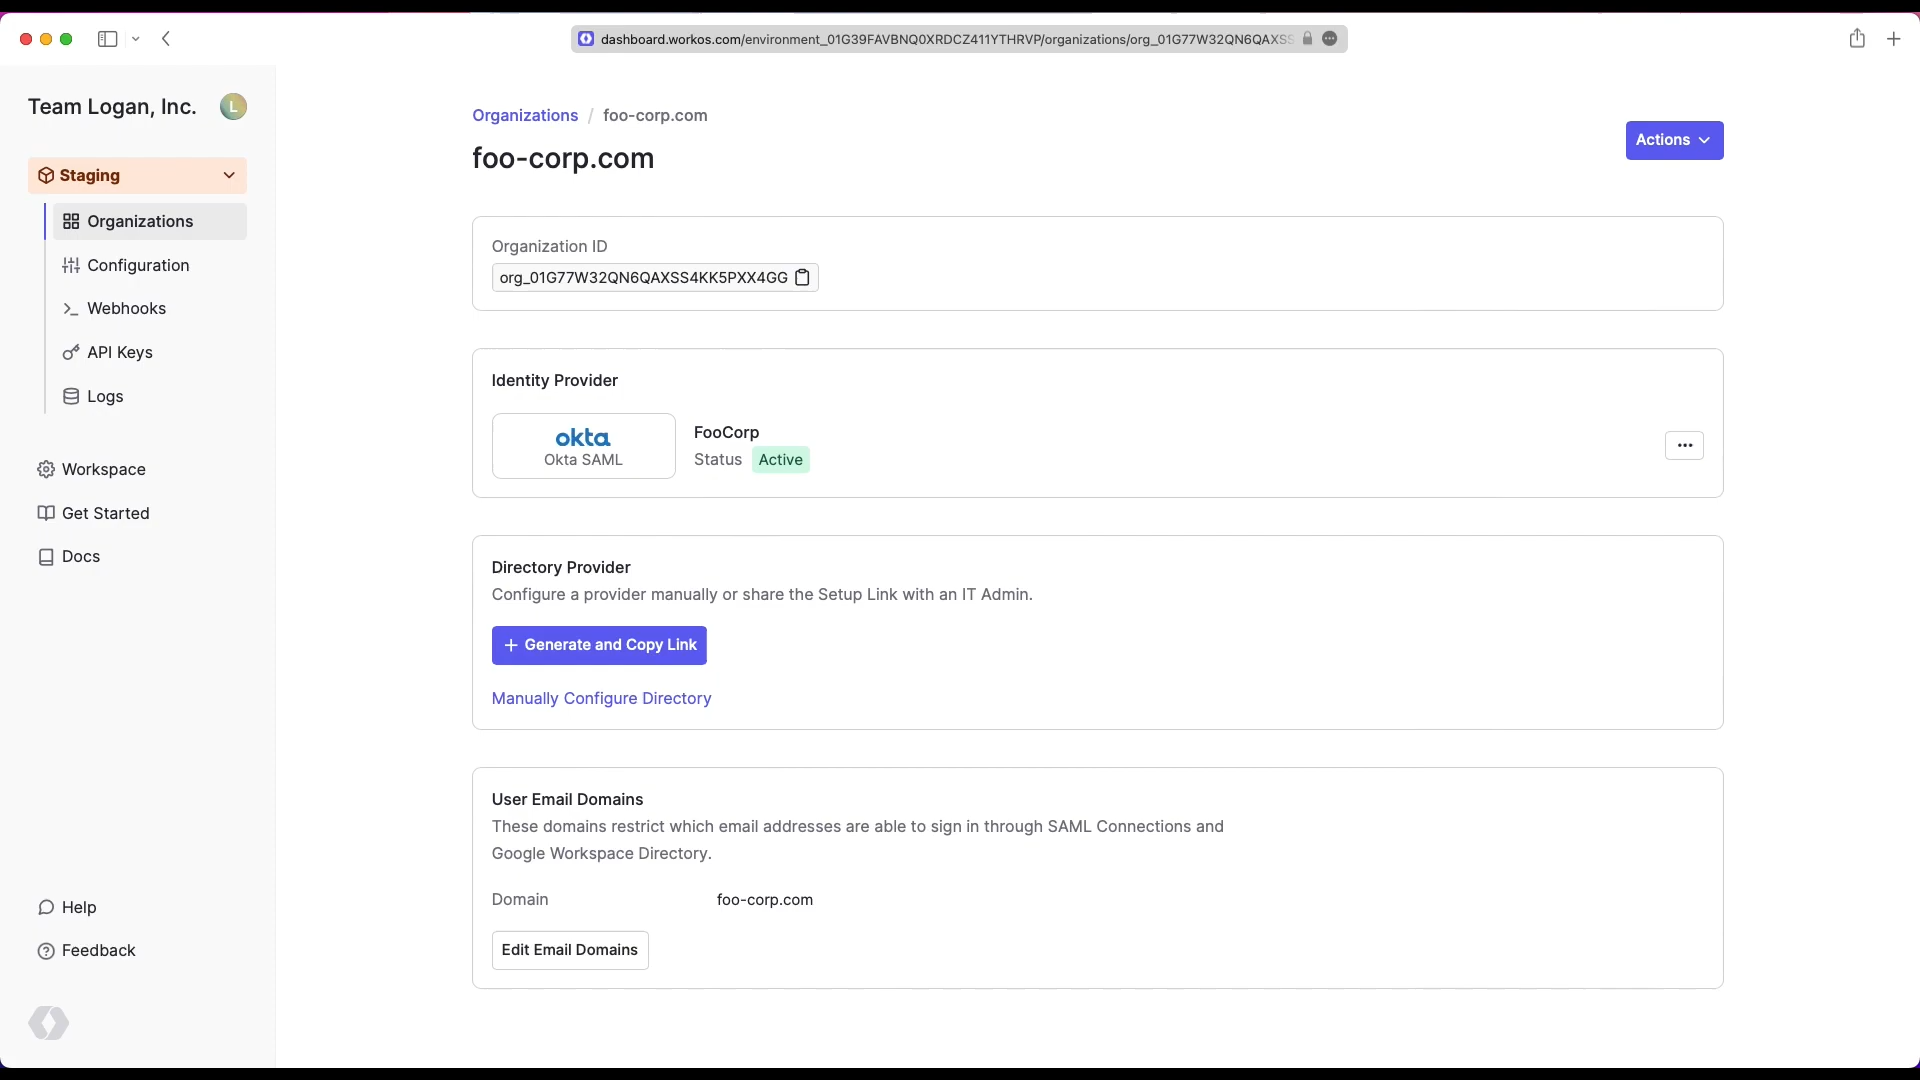 dashboard.workos.com/environment_01G39FAVBNQ0XRDCZ411YTHRVP/organizations/org_01G77W32QN6QAXSS
Team Logan, Inc.
L
Staging
Organizations
Configuration
Webhooks
API Keys
Logs
Workspace
Get Started
Docs
Help
Feedback
Organizations / foo-corp.com
foo-corp.com
Actions
Organization ID
org_01G77W32QN6QAXSS4KK5PXX4GG
Identity Provider
okta
Okta SAML
FooCorp
Status Active
Directory Provider
Configure a provider manually or share the Setup Link with an IT Admin.
+ Generate and Copy Link
Manually Configure Directory
User Email Domains
These domains restrict which email addresses are able to sign in through SAML Connections and
Google Workspace Directory.
Domain foo-corp.com
Edit Email Domains